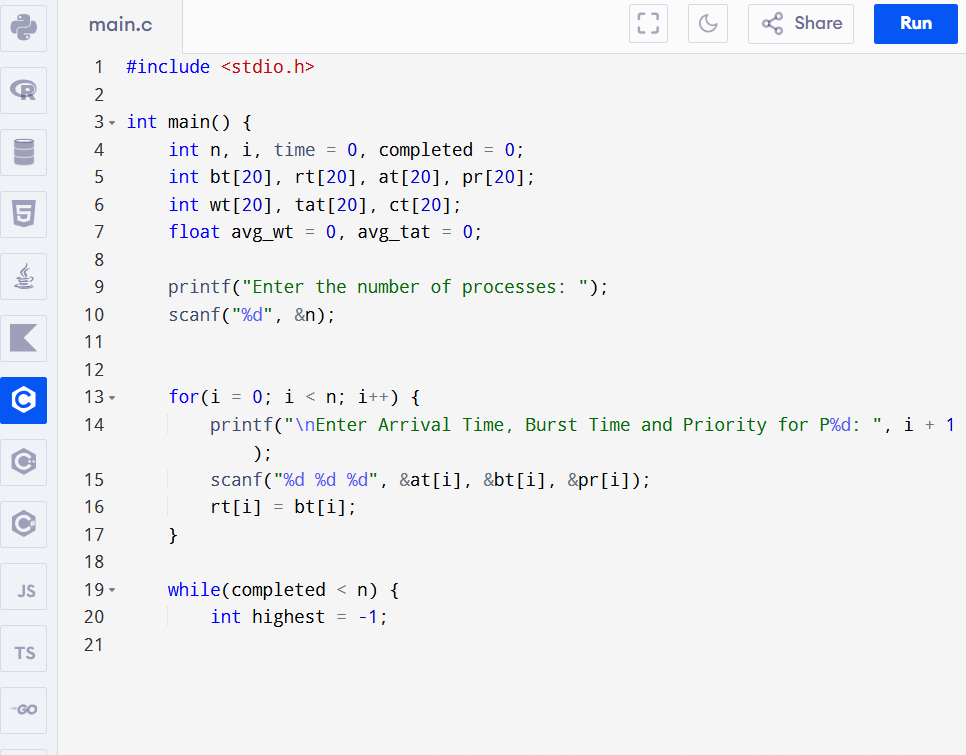 main.c
Share
Run
1 #include <stdio.h>
2
3 int main() {
4     int n, i, time = 0, completed = 0;
5     int bt[20], rt[20], at[20], pr[20];
6     int wt[20], tat[20], ct[20];
7     float avg_wt = 0, avg_tat = 0;
8
9     printf("Enter the number of processes: ");
10     scanf("%d", &n);
11
12
13     for(i = 0; i < n; i++) {
14         printf("\nEnter Arrival Time, Burst Time and Priority for P%d: ", i + 1
            );
15         scanf("%d %d %d", &at[i], &bt[i], &pr[i]);
16         rt[i] = bt[i];
17     }
18
19     while(completed < n) {
20         int highest = -1;
21
R
5
C
C
C
JS
TS
GO